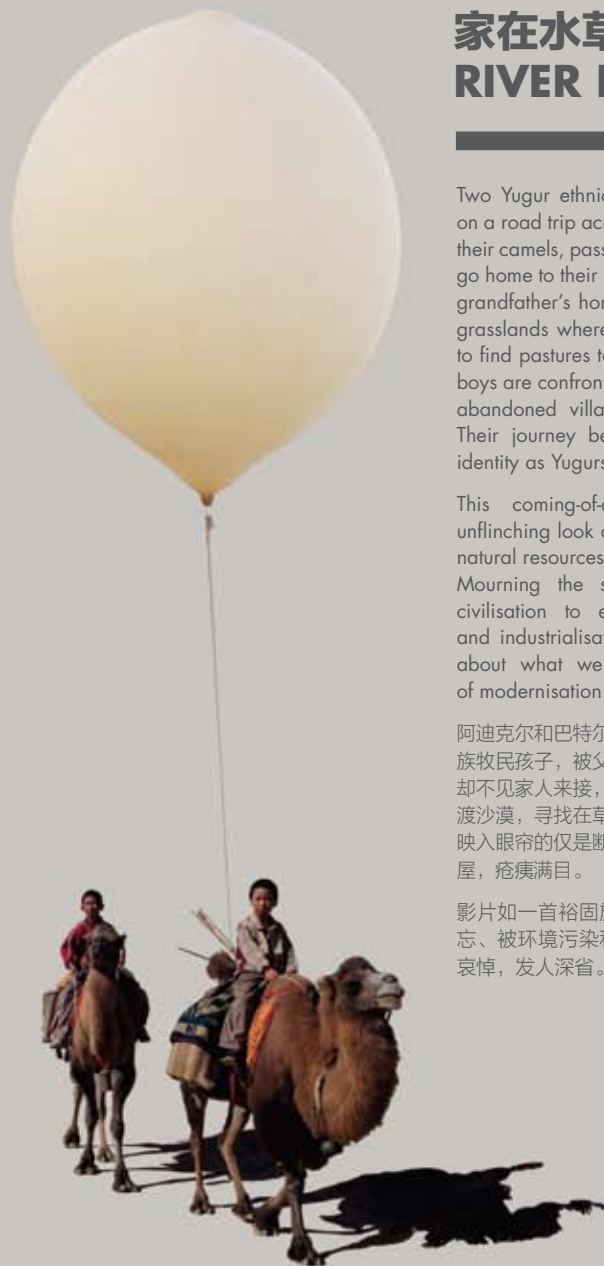 家在水草
RIVER
Two Yugur ethnic
on a road trip acr
their camels, pass
go home to their
grandfather's hor
grasslands where
to find pastures to
boys are confront
abandoned villa
Their journey be
identity as Yugurs
This coming-of-a
unflinching look a
natural resources
Mourning the s
civilisation to e
and industrialisat
about what we
of modernisation
阿迪克尔和巴特尔
族牧民孩子，被父
却不见家人来接，
渡沙漠，寻找在草
映入眼帘的仅是断
屋，疮痍满目。
影片如一首裕固族
忘、被环境污染和
哀悼，发人深省。